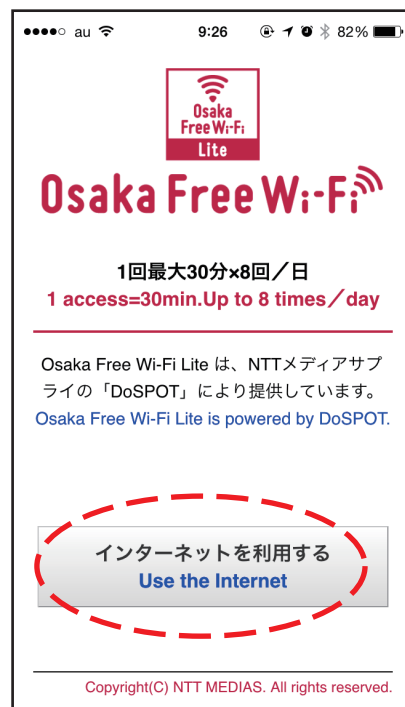 au 9:26 82%
Osaka
Free Wi-Fi
Lite
Osaka Free Wi-Fi
1回最大30分×8回／日
1 access=30min.Up to 8 times／day
Osaka Free Wi-Fi Lite は、NTTメディアサプ
ライの「DoSPOT」により提供しています。
Osaka Free Wi-Fi Lite is powered by DoSPOT.
インターネットを利用する
Use the Internet
Copyright(C) NTT MEDIAS. All rights reserved.